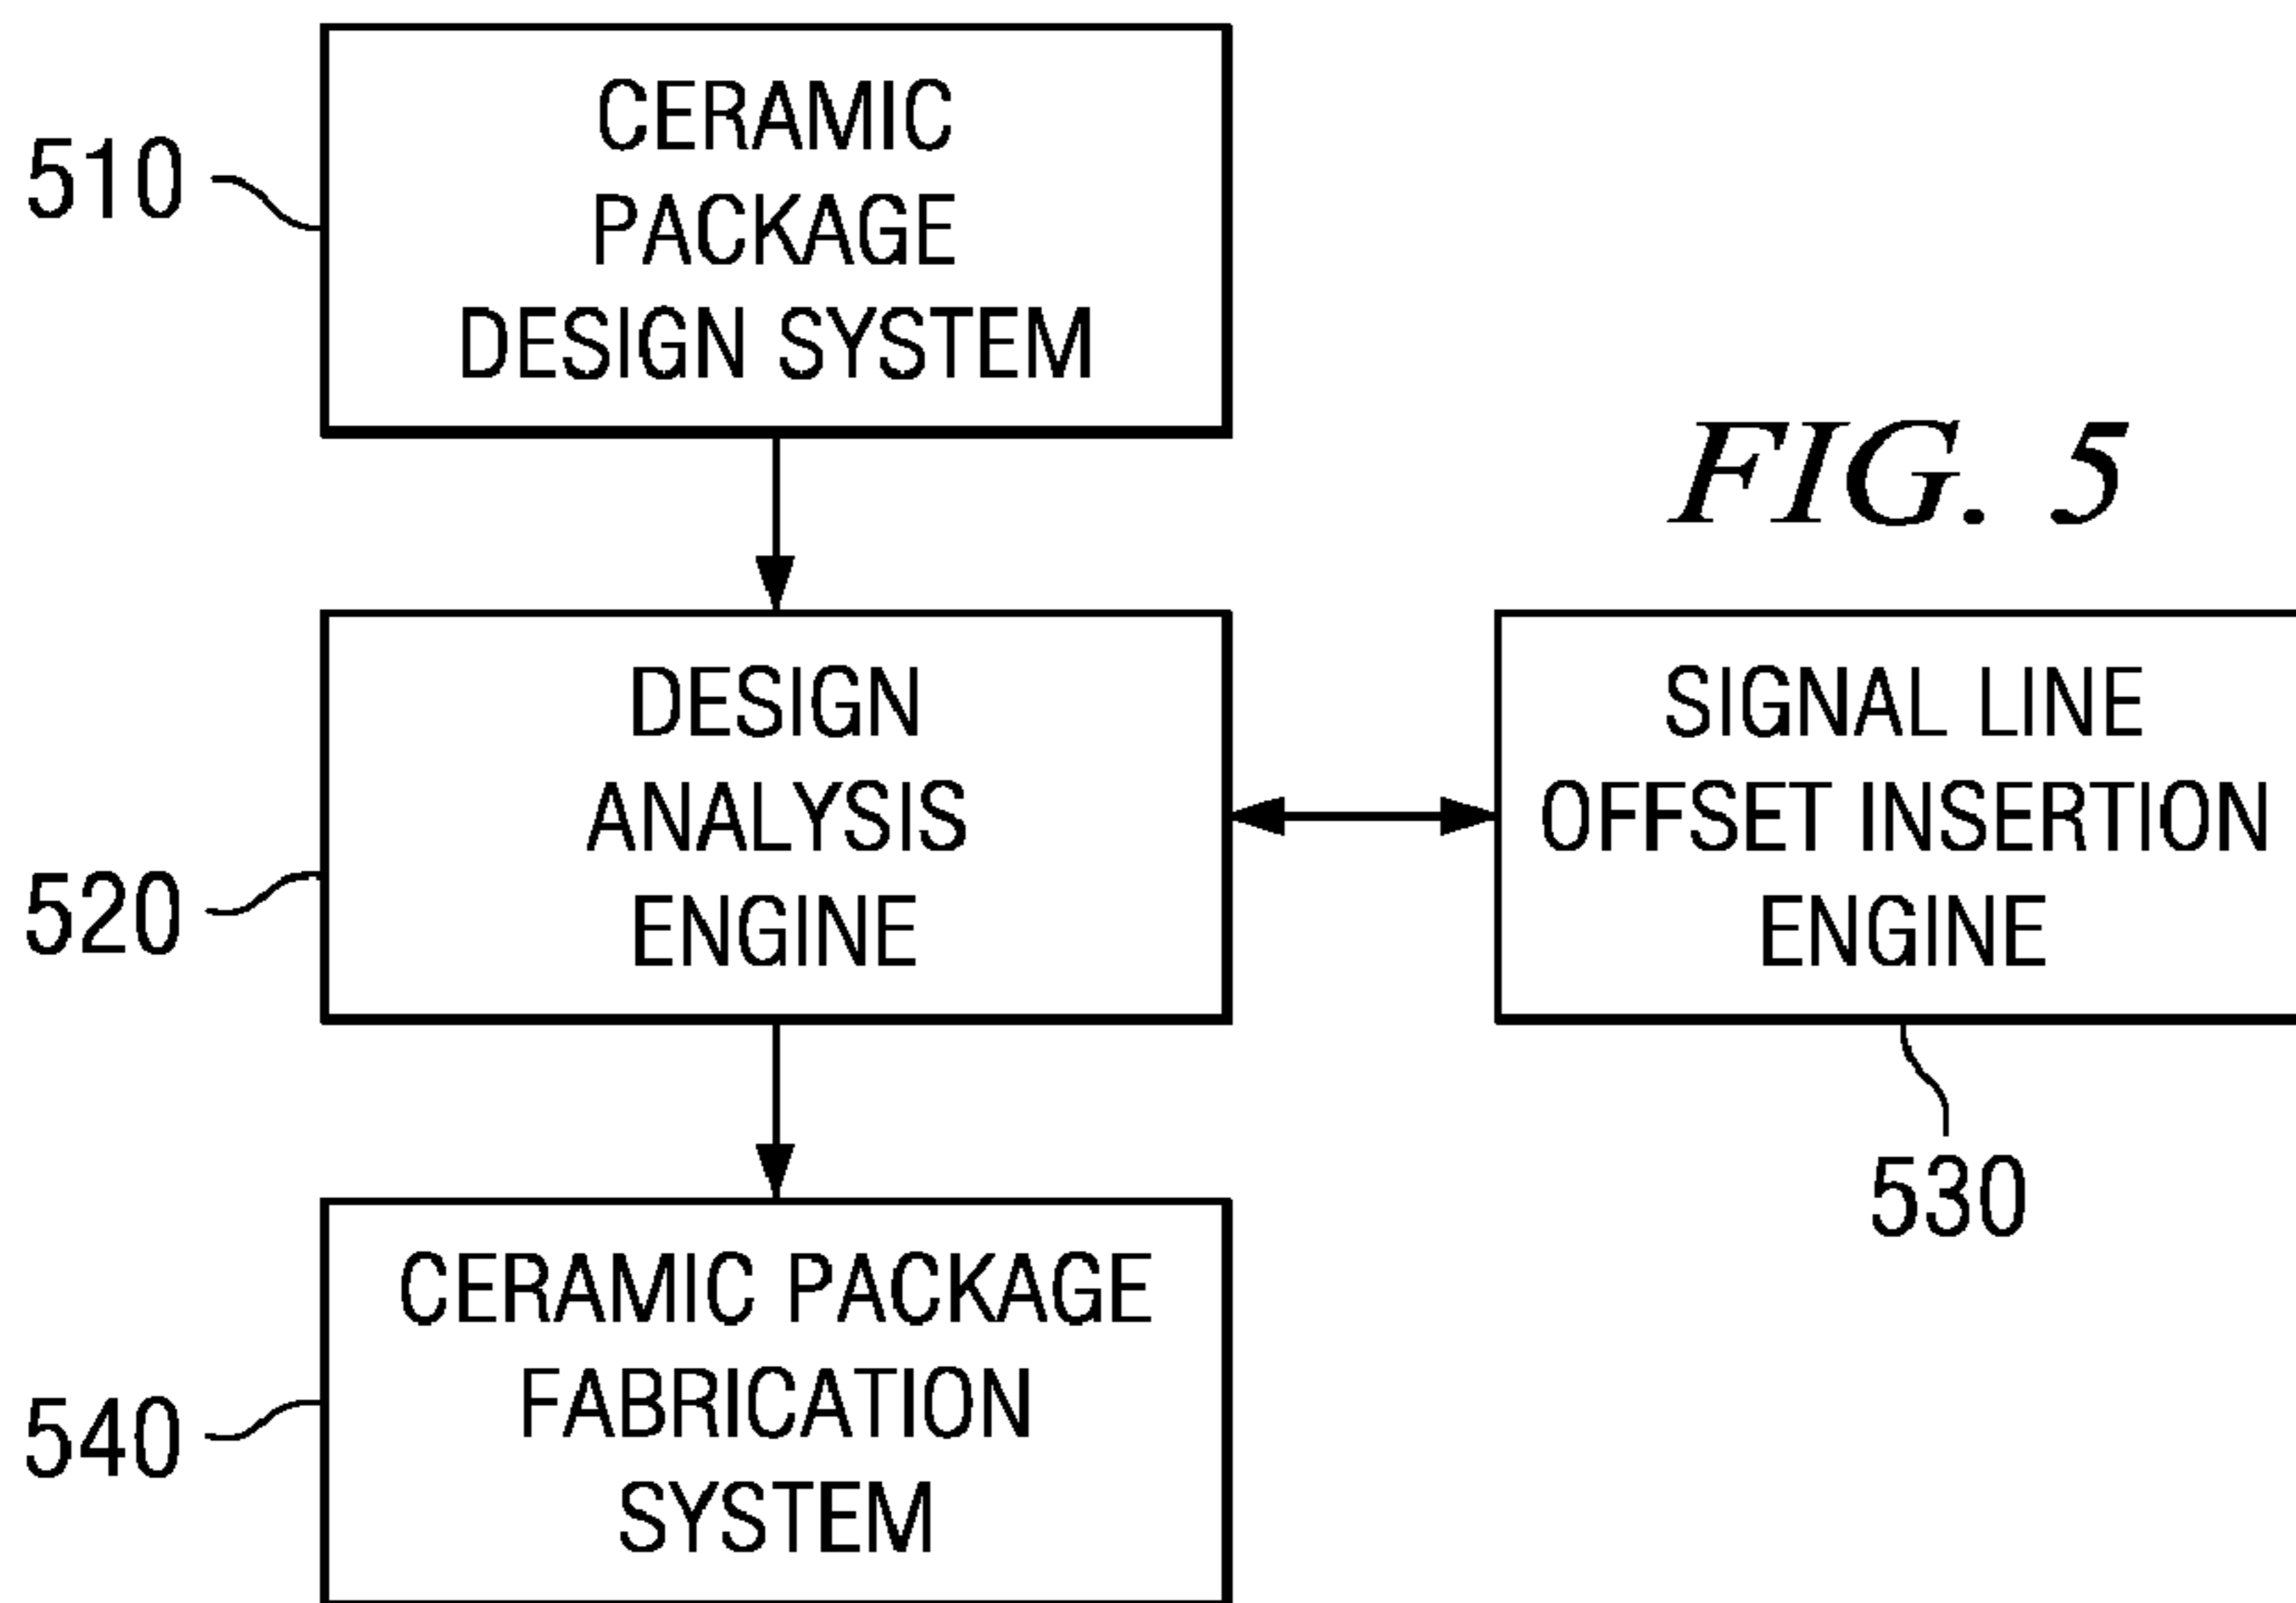 CERAMIC
PACKAGE
DESIGN SYSTEM
510
FIG. 5
DESIGN
ANALYSIS
ENGINE
520
SIGNAL LINE
OFFSET INSERTION
ENGINE
530
CERAMIC PACKAGE
FABRICATION
SYSTEM
540